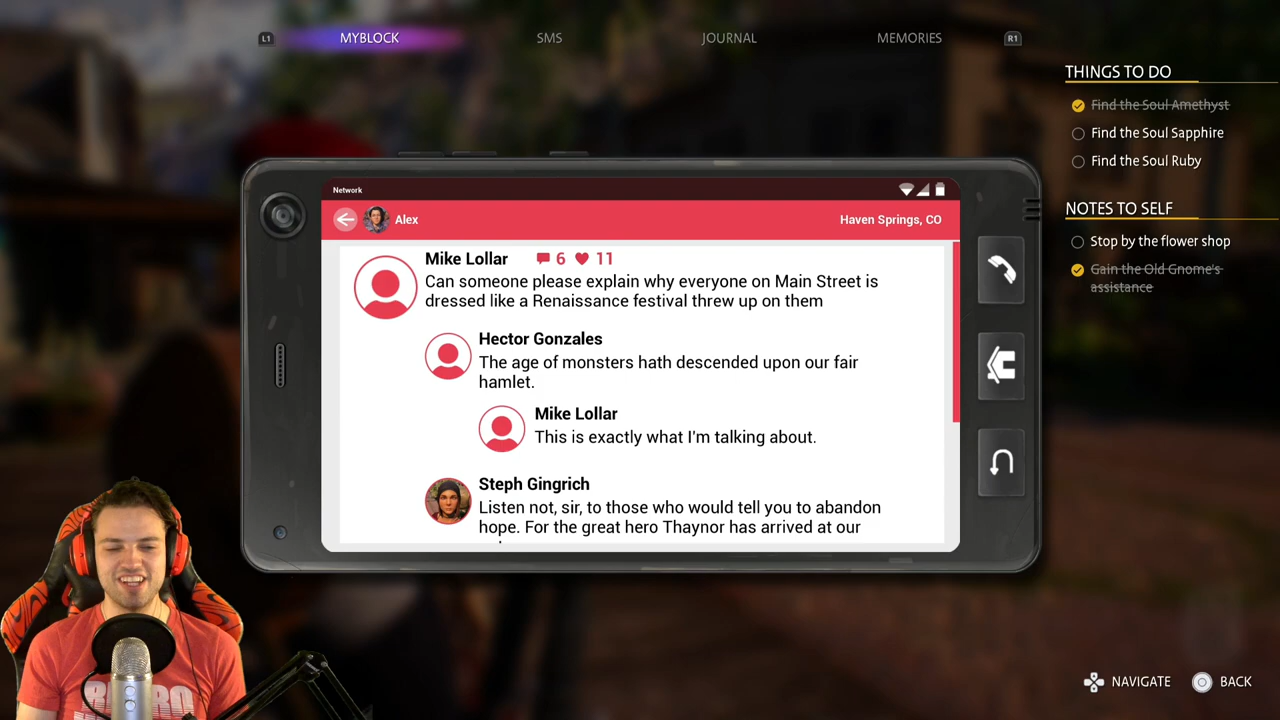 L1
MYBLOCK
SMS
JOURNAL
MEMORIES
R1
THINGS TO DO
Find the Soul Amethyst
Find the Soul Sapphire
Find the Soul Ruby
NOTES TO SELF
Stop by the flower shop
Gain the Old Gnome's
assistance
Network
Alex
Haven Springs, CO
Mike Lollar 6 11
Can someone please explain why everyone on Main Street is
dressed like a Renaissance festival threw up on them
Hector Gonzales
The age of monsters hath descended upon our fair
hamlet.
Mike Lollar
This is exactly what I'm talking about.
Steph Gingrich
Listen not, sir, to those who would tell you to abandon
hope. For the great hero Thaynor has arrived at our
NAVIGATE
BACK